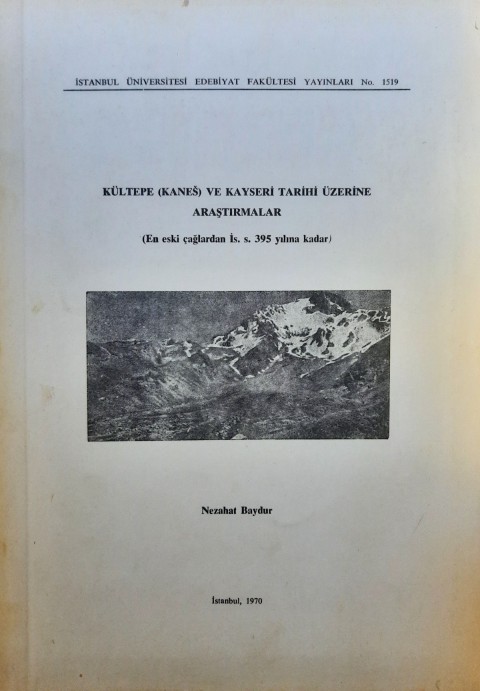 İSTANBUL ÜNİVERSİTESİ EDEBİYAT FAKÜLTESİ YAYINLARI No. 1519
KÜLTEPE (KANEŠ) VE KAYSERİ TARİHİ ÜZERİNE
ARAŞTIRMALAR
(En eski çağlardan İs. s. 395 yılına kadar)
Nezahat Baydur
İstanbul, 1970